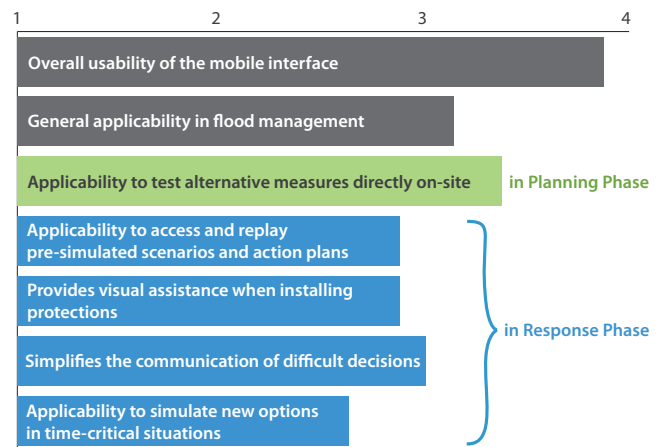 1 2 3 4
Overall usability of the mobile interface
General applicability in flood management
Applicability to test alternative measures directly on-site in Planning Phase
Applicability to access and replay
pre-simulated scenarios and action plans
Provides visual assistance when installing
protections
in Response Phase
Simplifies the communication of difficult decisions
Applicability to simulate new options
in time-critical situations